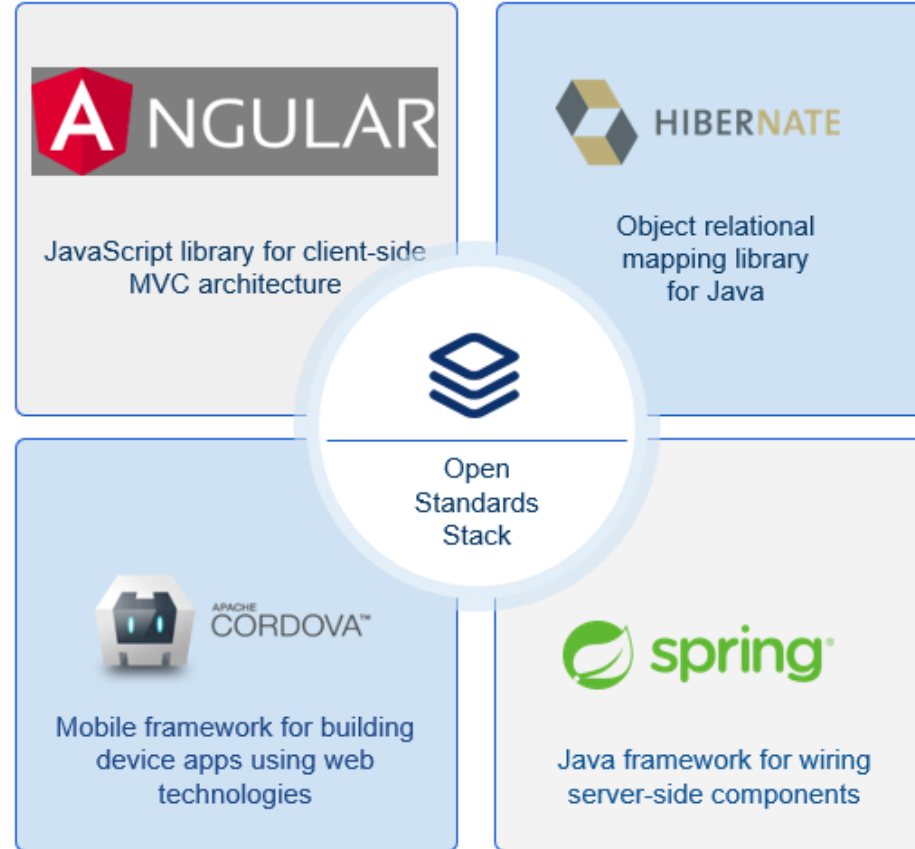 ANGULAR
JavaScript library for client-side
MVC architecture
HIBERNATE
Object relational
mapping library
for Java
Open
Standards
Stack
APACHE
CORDOVA™
Mobile framework for building
device apps using web
technologies
spring®
Java framework for wiring
server-side components